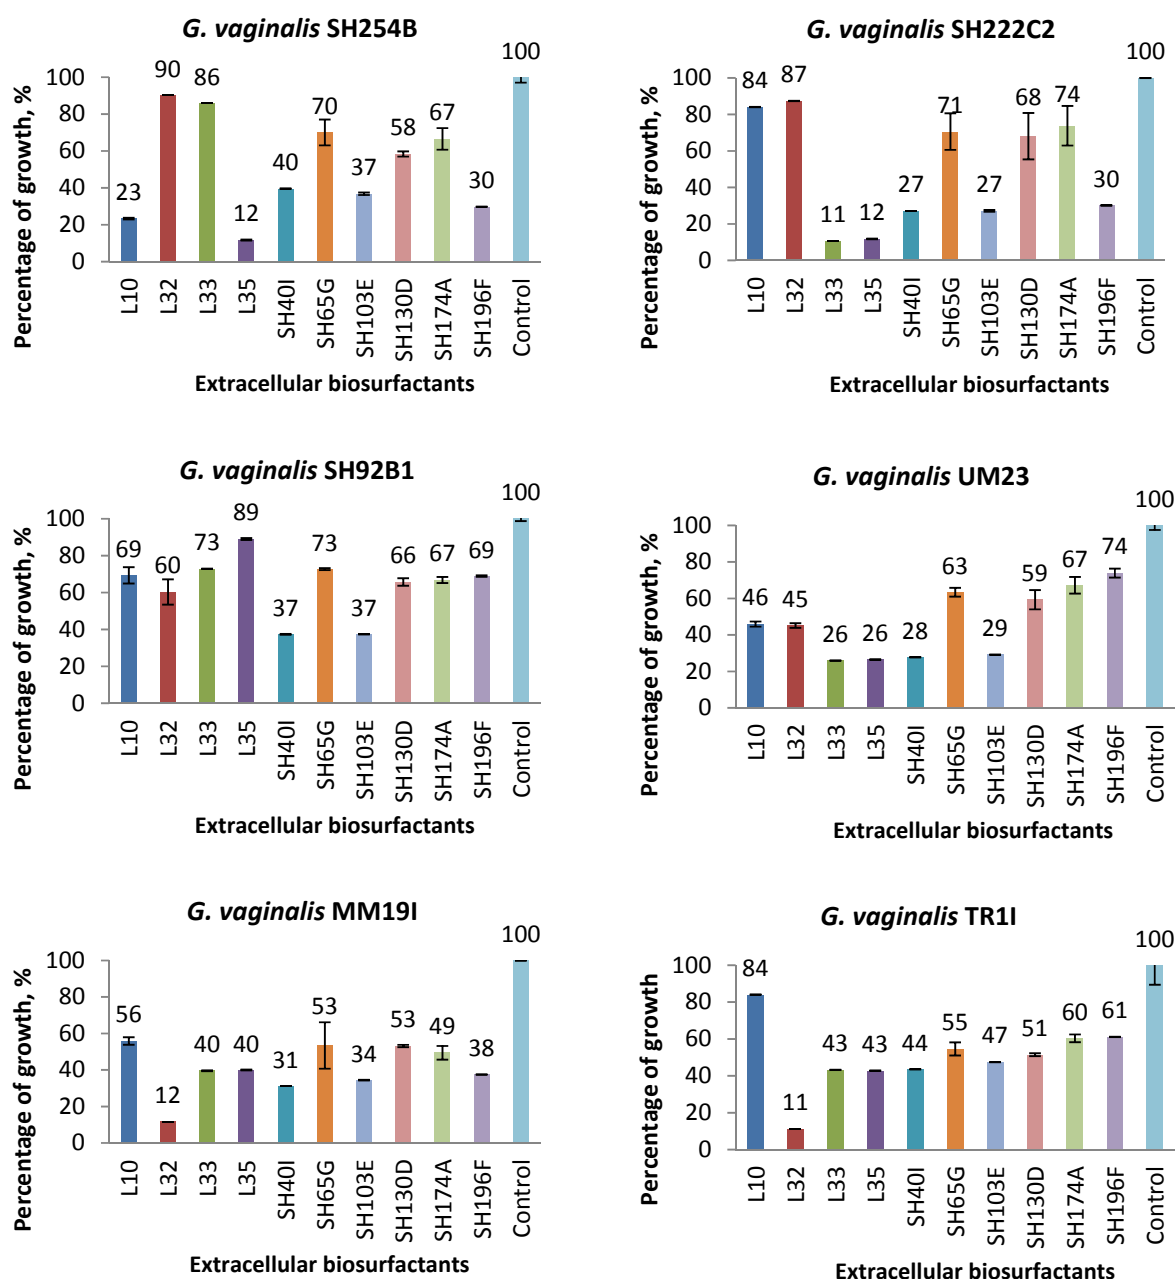 G. vaginalis SH254B
Percentage of growth, %
100
80
60
40
20
0
23
90
86
12
40
70
37
58
67
30
100
L10
L32
L33
L35
SH40I
SH65G
SH103E
SH130D
SH174A
SH196F
Control
Extracellular biosurfactants
G. vaginalis SH222C2
Percentage of growth, %
100
80
60
40
20
0
84
87
11
12
27
71
27
68
74
30
100
L10
L32
L33
L35
SH40I
SH65G
SH103E
SH130D
SH174A
SH196F
Control
Extracellular biosurfactants
G. vaginalis SH92B1
Percentage of growth, %
100
80
60
40
20
0
69
60
73
89
37
73
37
66
67
69
100
L10
L32
L33
L35
SH40I
SH65G
SH103E
SH130D
SH174A
SH196F
Control
Extracellular biosurfactants
G. vaginalis UM23
Percentage of growth, %
100
80
60
40
20
0
46
45
26
26
28
63
29
59
67
74
100
L10
L32
L33
L35
SH40I
SH65G
SH103E
SH130D
SH174A
SH196F
Control
Extracellular biosurfactants
G. vaginalis MM19I
Percentage of growth, %
100
80
60
40
20
0
56
12
40
40
31
53
34
53
49
38
100
L10
L32
L33
L35
SH40I
SH65G
SH103E
SH130D
SH174A
SH196F
Control
Extracellular biosurfactants
G. vaginalis TR1I
Percentage of growth
100
80
60
40
20
0
84
11
43
43
44
55
47
51
60
61
100
L10
L32
L33
L35
SH40I
SH65G
SH103E
SH130D
SH174A
SH196F
Control
Extracellular biosurfactants